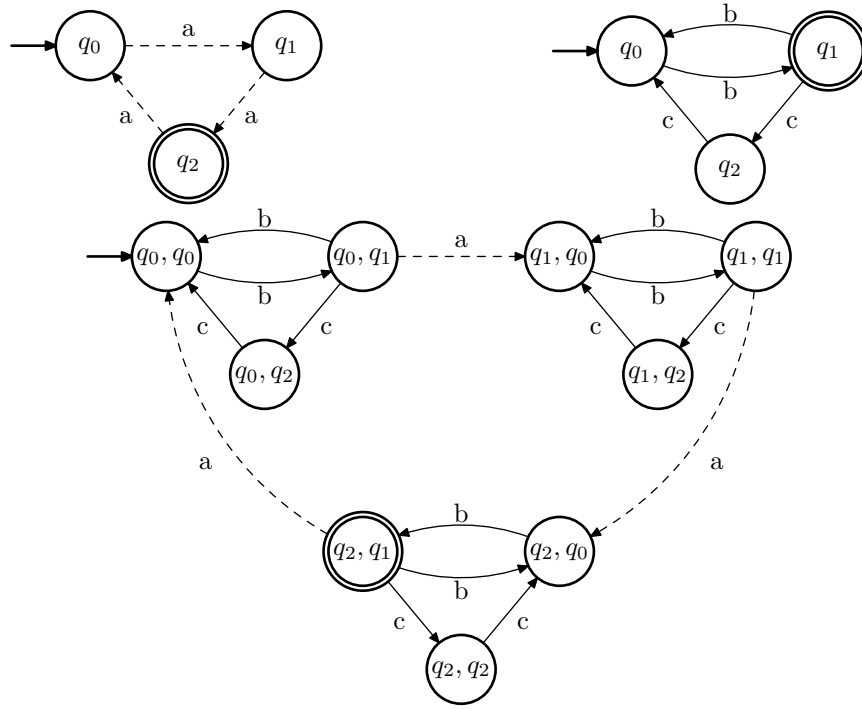 a
q₀
q₁
a
a
q₂
b
q₀
q₁
b
c
c
q₂
b
q₀, q₀
q₀, q₁
b
c
c
q₀, q₂
a
b
q₁, q₀
q₁, q₁
b
c
c
q₁, q₂
a
a
b
q₂, q₁
q₂, q₀
b
c
c
q₂, q₂